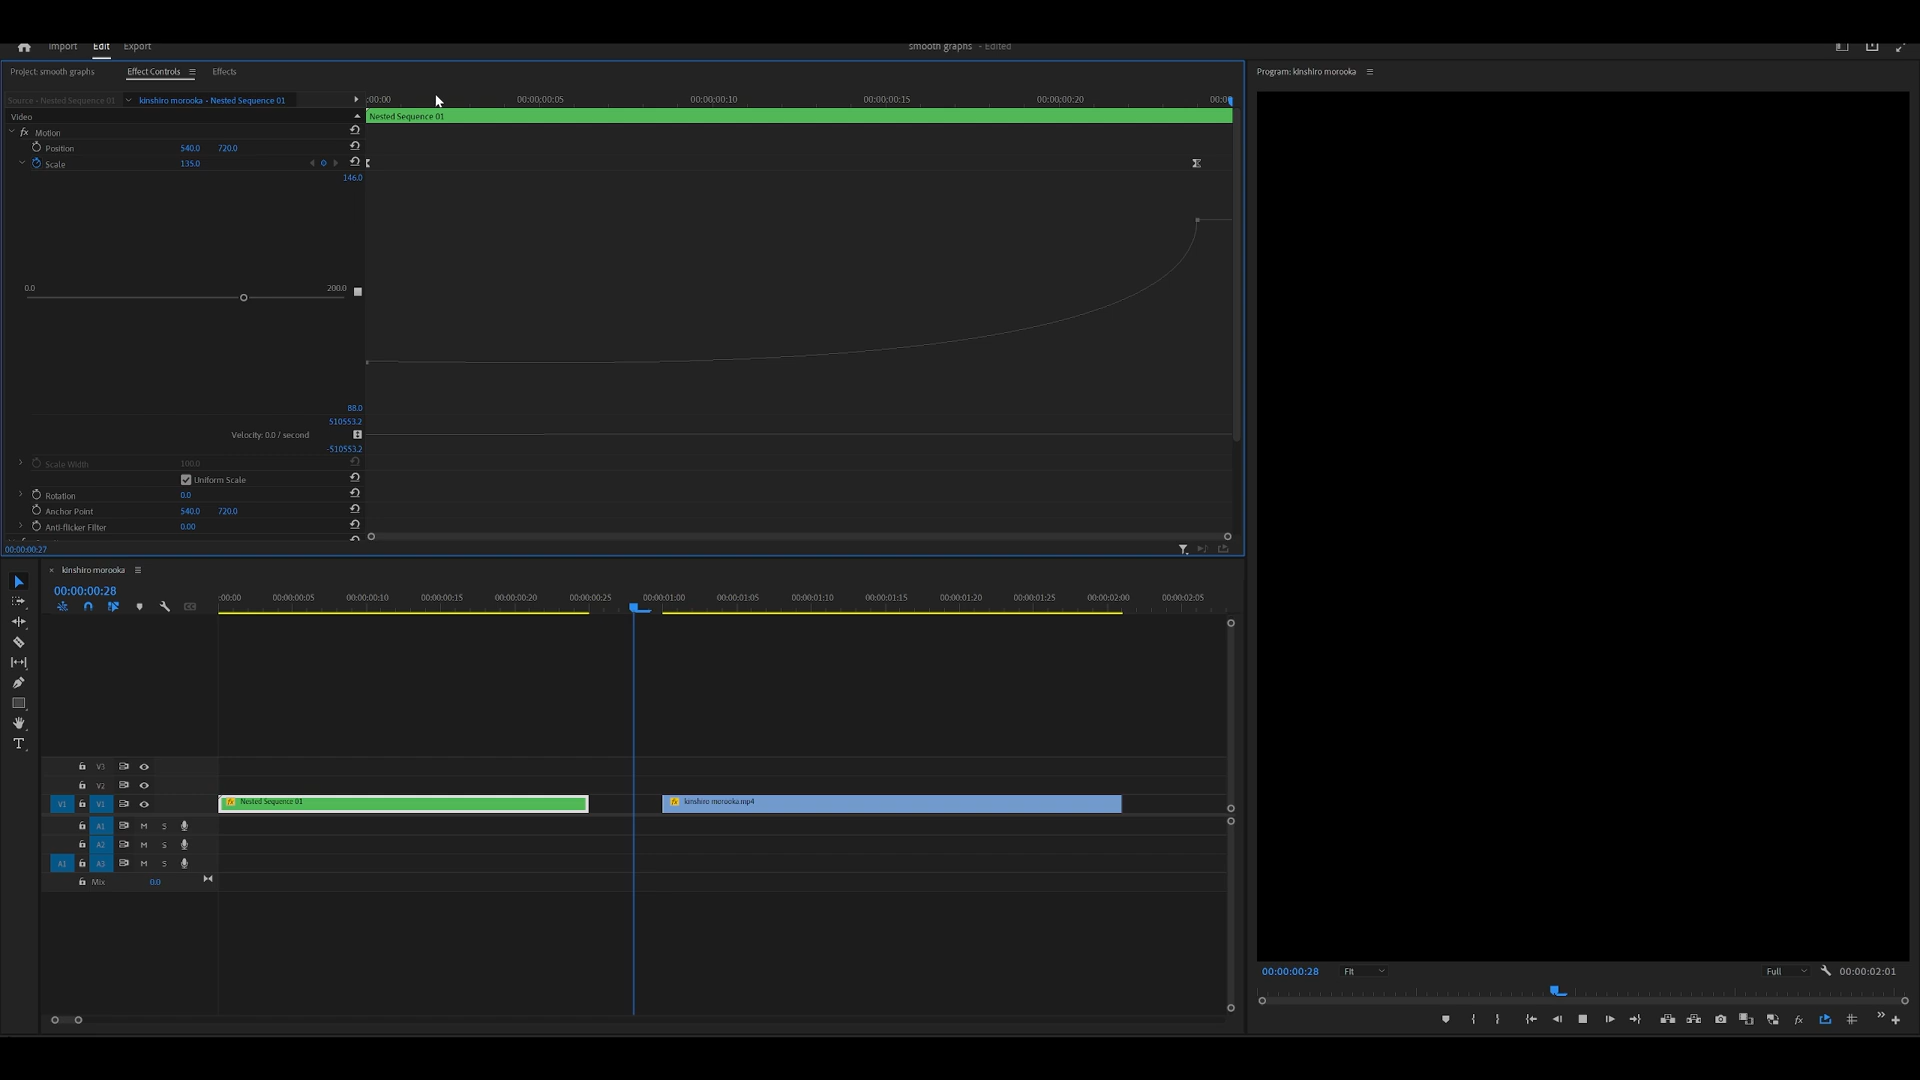 Import Edit Export
smooth graphs - Edited
Project: smooth graphs Effect Controls Effects
Program: kinshiro morooka
Source - Nested Sequence 01 kinshiro morooka - Nested Sequence 01
:00:00 00:00:00:05 00:00:00:10 00:00:00:15 00:00:00:20 00:0
Video
Nested Sequence 01
fx Motion
Position 540.0 720.0
Scale 135.0
146.0
0.0 200.0
88.0
510553.2
Velocity: 0.0 / second
-510553.2
Scale Width 100.0
Uniform Scale
Rotation 0.0
Anchor Point 540.0 720.0
Anti-flicker Filter 0.00
00:00:00:27
× kinshiro morooka
00:00:00:28
:00:00 00:00:00:05 00:00:00:10 00:00:00:15 00:00:00:20 00:00:00:25 00:00:01:00 00:00:01:05 00:00:01:10 00:00:01:15 00:00:01:20 00:00:01:25 00:00:02:00 00:00:02:05
V3
V2
V1 V1 fx Nested Sequence 01 fx kinshiro morooka.mp4
A1 M S
A2 M S
A1 A3 M S
Mix 0.0
00:00:00:28 Fit Full 00:00:02:01